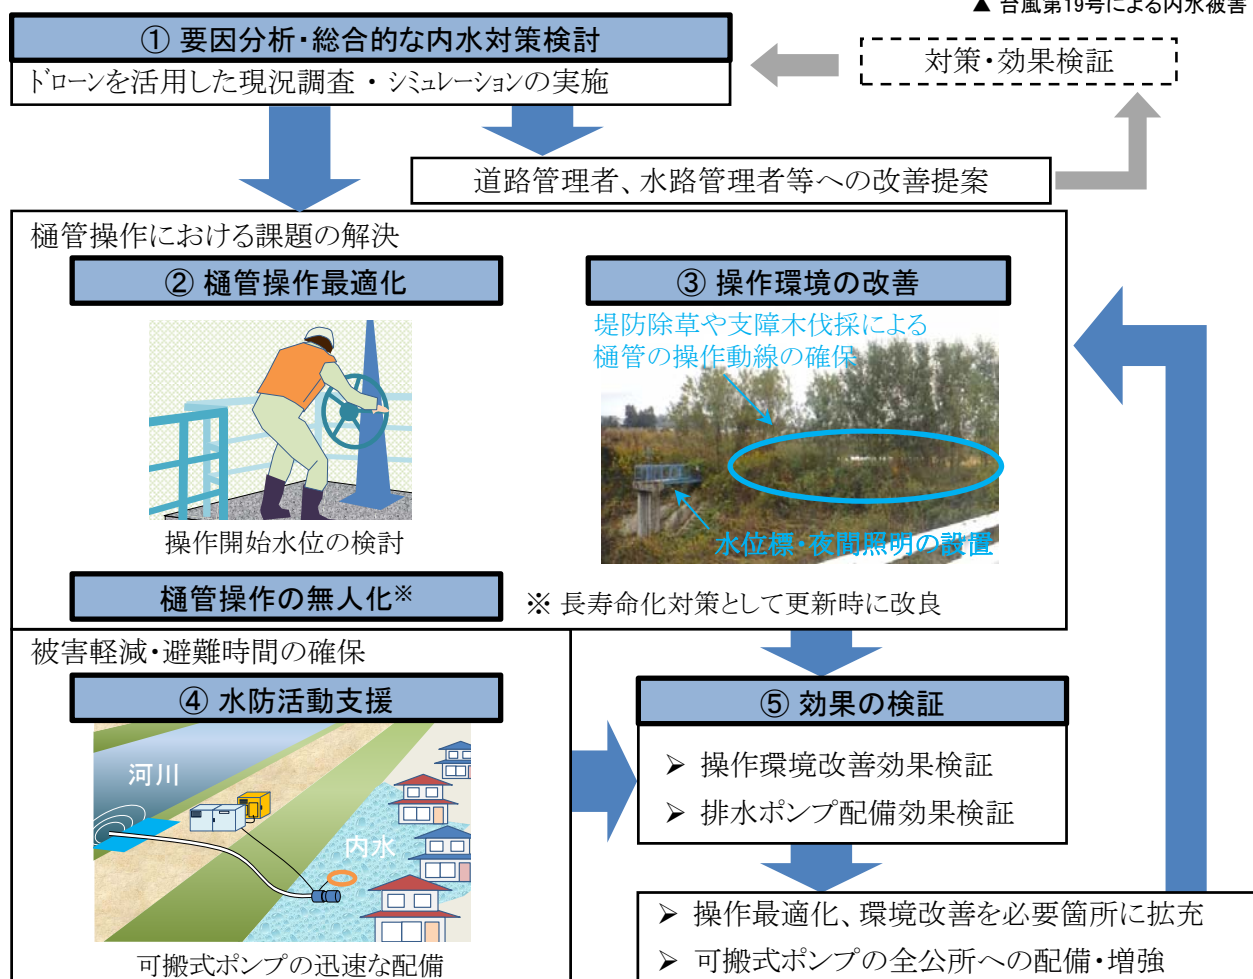 ▲ 台風第19号による内水被害
① 要因分析・総合的な内水対策検討
ドローンを活用した現況調査・シミュレーションの実施
対策・効果検証
道路管理者、水路管理者等への改善提案
樋管操作における課題の解決
② 樋管操作最適化
操作開始水位の検討
樋管操作の無人化※
③ 操作環境の改善
堤防除草や支障木伐採による
樋管の操作動線の確保
水位標・夜間照明の設置
※ 長寿命化対策として更新時に改良
被害軽減・避難時間の確保
④ 水防活動支援
河川
内水
可搬式ポンプの迅速な配備
⑤ 効果の検証
➢ 操作環境改善効果検証
➢ 排水ポンプ配備効果検証
➢ 操作最適化、環境改善を必要箇所に拡充
➢ 可搬式ポンプの全公所への配備・増強